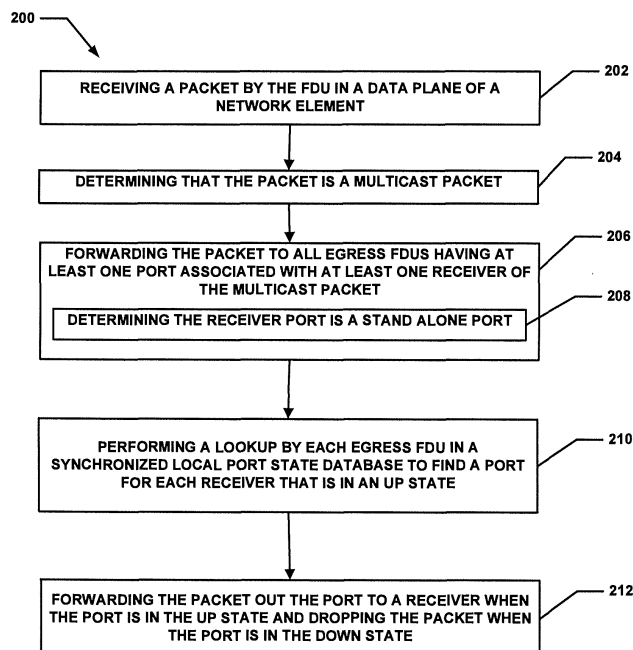 200
202
RECEIVING A PACKET BY THE FDU IN A DATA PLANE OF A
NETWORK ELEMENT
204
DETERMINING THAT THE PACKET IS A MULTICAST PACKET
206
FORWARDING THE PACKET TO ALL EGRESS FDUS HAVING AT
LEAST ONE PORT ASSOCIATED WITH AT LEAST ONE RECEIVER OF
THE MULTICAST PACKET
208
DETERMINING THE RECEIVER PORT IS A STAND ALONE PORT
210
PERFORMING A LOOKUP BY EACH EGRESS FDU IN A
SYNCHRONIZED LOCAL PORT STATE DATABASE TO FIND A PORT
FOR EACH RECEIVER THAT IS IN AN UP STATE
212
FORWARDING THE PACKET OUT THE PORT TO A RECEIVER WHEN
THE PORT IS IN THE UP STATE AND DROPPING THE PACKET WHEN
THE PORT IS IN THE DOWN STATE